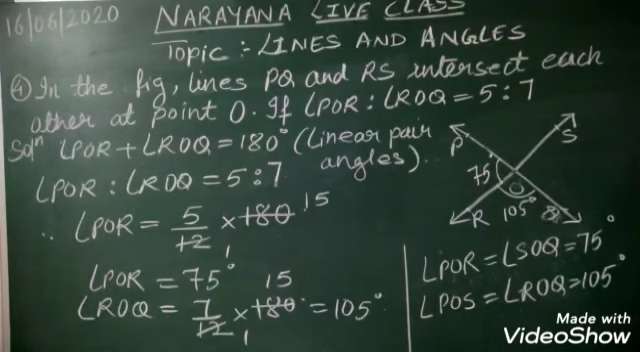 16/06/2020 NARAYANA LIVE CLASS
Topic :- LINES AND ANGLES
④ In the fig, lines PQ and RS intersect each
other at point O. If ∠POR : ∠ROQ = 5 : 7
Solⁿ ∠POR + ∠ROQ = 180° (Linear pair
angles)..
∠POR : ∠ROQ = 5 : 7
∴ ∠POR = 5/12 × 180 15
1
∠POR = 75°
15
∠ROQ = 7/12 × 180 = 105°
1
P
S
75°
O
R
105°
Q
∠POR = ∠SOQ = 75°
∠POS = ∠ROQ = 105°
Made with
VideoShow